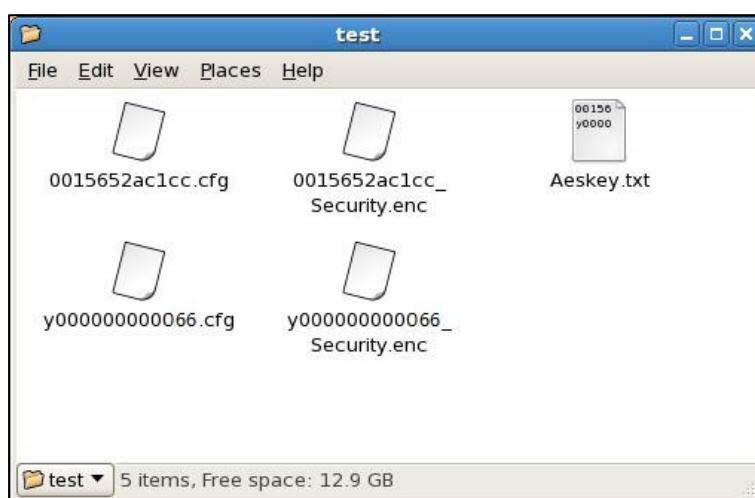 test
File Edit View Places Help
0015652ac1cc.cfg
0015652ac1cc_
Security.enc
00156
y0000
Aeskey.txt
y000000000066.cfg
y000000000066_
Security.enc
test 5 items, Free space: 12.9 GB